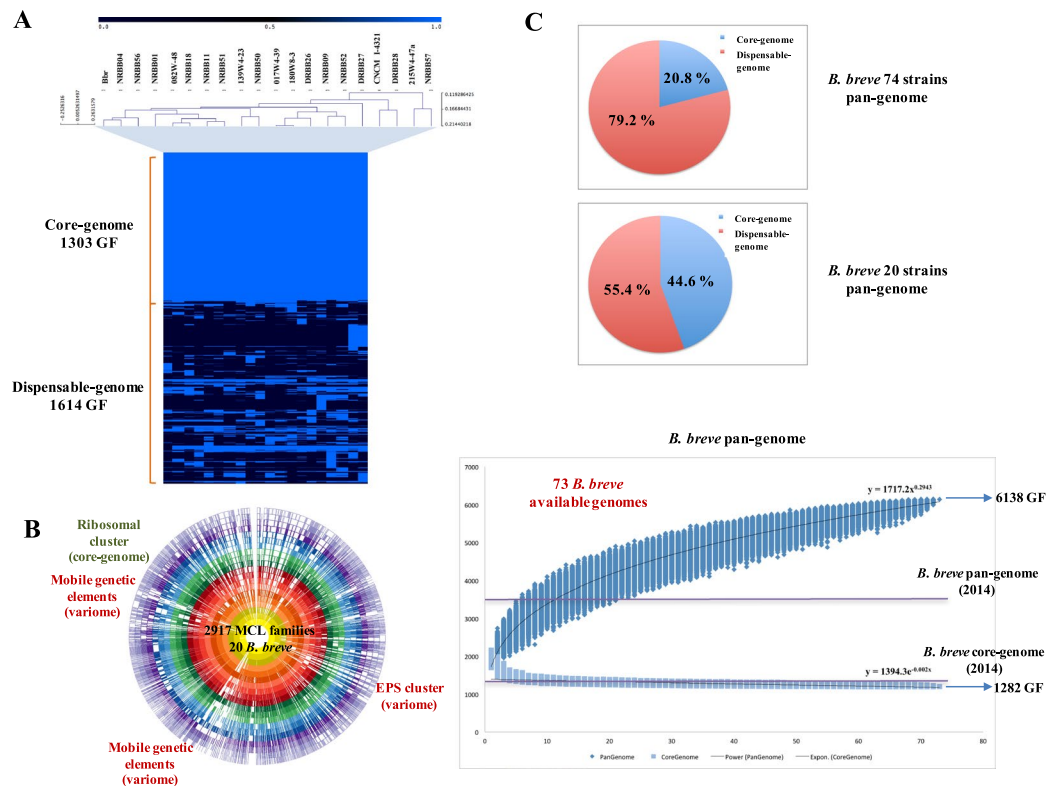 A
0.0
0.5
1.0
Bbr
NRBB04
NRBB56
NRBB01
082W-48
NRBB18
NRBB11
NRBB51
139W4-23
NRBB50
017W4-39
180W8-3
DRBB26
NRBB09
NRBB52
DRBB27
CNCM I-4321
DRBB28
215W4-47a
NRBB57
0.119286425
0.16684431
0.21440218
Core-genome
1303 GF
Dispensable-genome
1614 GF
B
Ribosomal
cluster
(core-genome)
Mobile genetic
elements
(variome)
2917 MCL families
20 B. breve
EPS cluster
(variome)
Mobile genetic
elements
(variome)
C
Core-genome
Dispensable-
genome
20.8 %
79.2 %
B. breve 74 strains
pan-genome
Core-genome
Dispensable-
genome
55.4 %
44.6 %
B. breve 20 strains
pan-genome
B. breve pan-genome
73 B. breve
available genomes
y = 1717.2x^0.2943
6138 GF
B. breve pan-genome
(2014)
B. breve core-genome
(2014)
y = 1394.3e^-0.002x
1282 GF
7000
6000
5000
4000
3000
2000
1000
0
0 10 20 30 40 50 60 70 80
PanGenome CoreGenome Power (PanGenome) Expon. (CoreGenome)